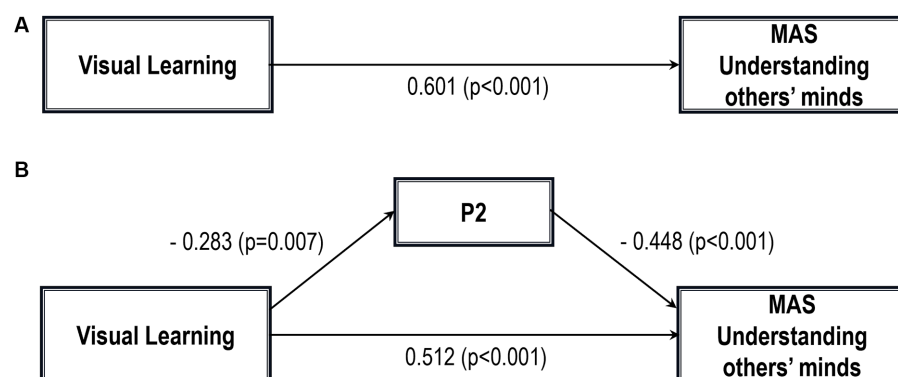 A
Visual Learning
MAS
Understanding
others' minds
0.601 (p<0.001)
B
P2
- 0.283 (p=0.007)
- 0.448 (p<0.001)
Visual Learning
MAS
Understanding
others' minds
0.512 (p<0.001)